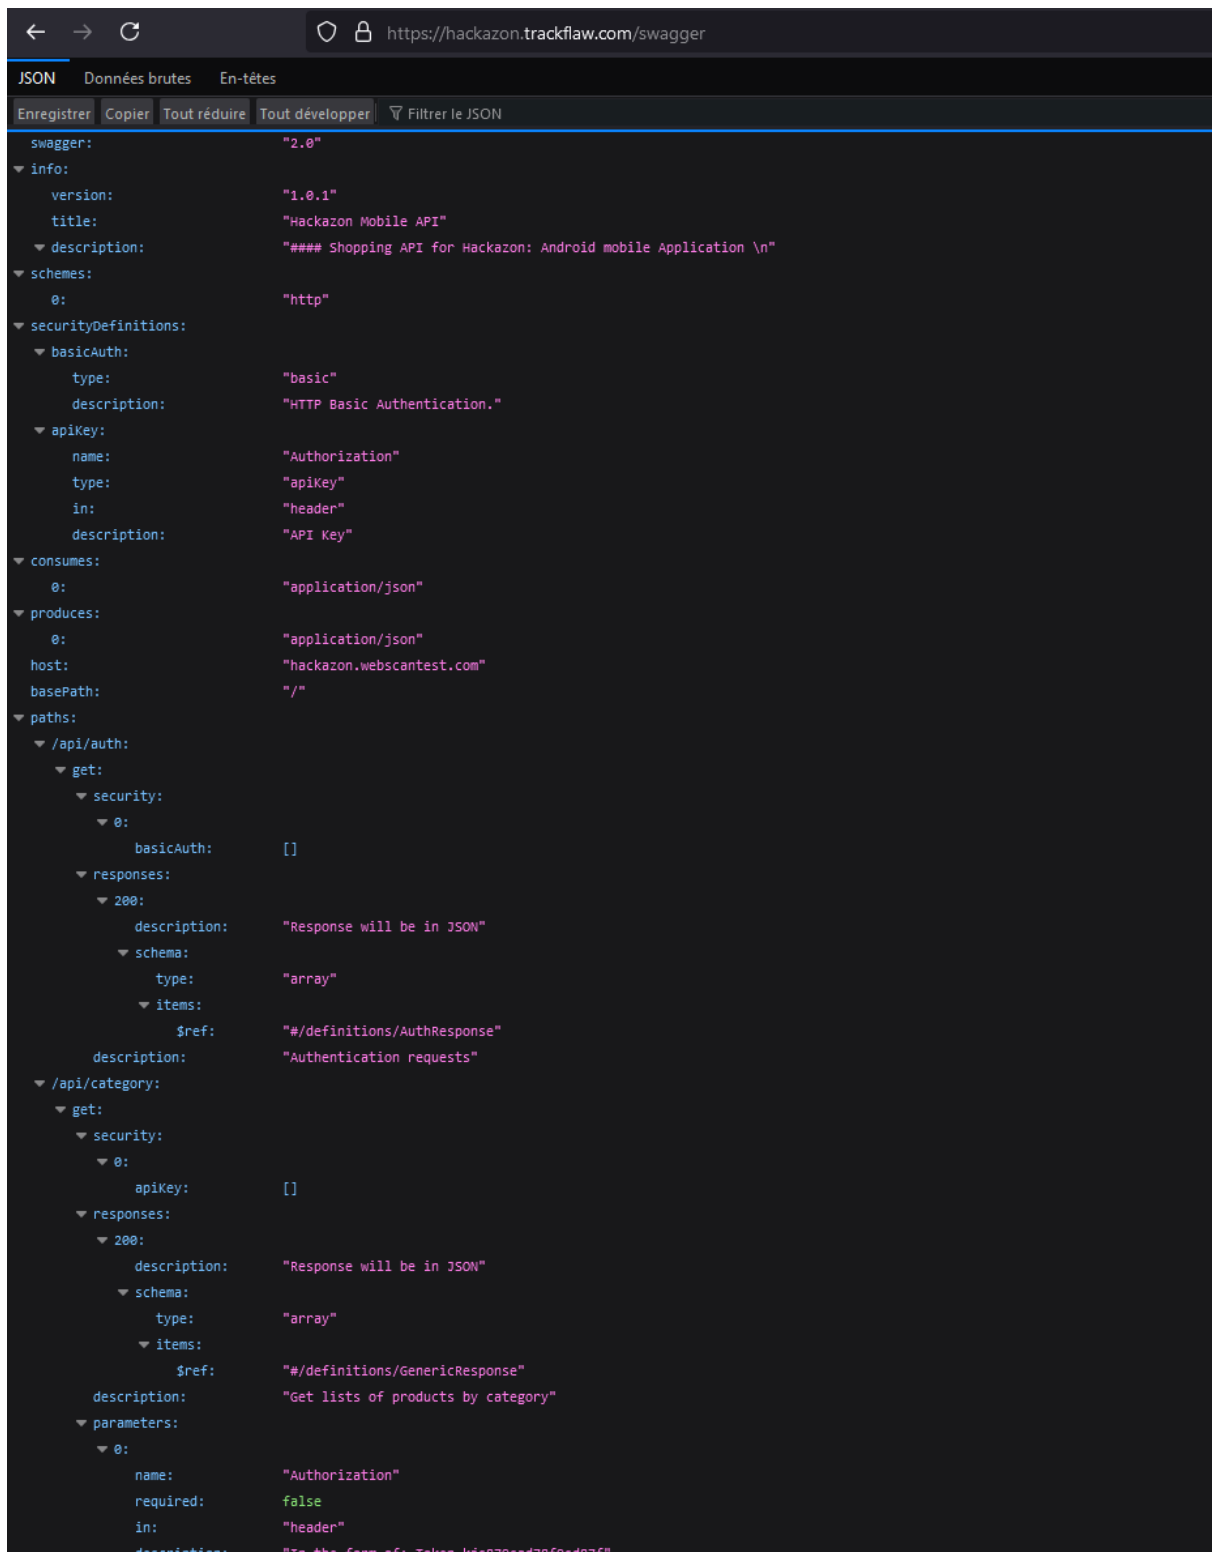 https://hackazon.trackflaw.com/swagger
JSON Données brutes En-têtes
Enregistrer Copier Tout réduire Tout développer Filtrer le JSON
swagger: "2.0"
info:
version: "1.0.1"
title: "Hackazon Mobile API"
description: "#### Shopping API for Hackazon: Android mobile Application \n"
schemes:
0: "http"
securityDefinitions:
basicAuth:
type: "basic"
description: "HTTP Basic Authentication."
apiKey:
name: "Authorization"
type: "apiKey"
in: "header"
description: "API Key"
consumes:
0: "application/json"
produces:
0: "application/json"
host: "hackazon.webscantest.com"
basePath: "/"
paths:
/api/auth:
get:
security:
0:
basicAuth: []
responses:
200:
description: "Response will be in JSON"
schema:
type: "array"
items:
$ref: "#/definitions/AuthResponse"
description: "Authentication requests"
/api/category:
get:
security:
0:
apiKey: []
responses:
200:
description: "Response will be in JSON"
schema:
type: "array"
items:
$ref: "#/definitions/GenericResponse"
description: "Get lists of products by category"
parameters:
0:
name: "Authorization"
required: false
in: "header"
description: "In the form of: Token